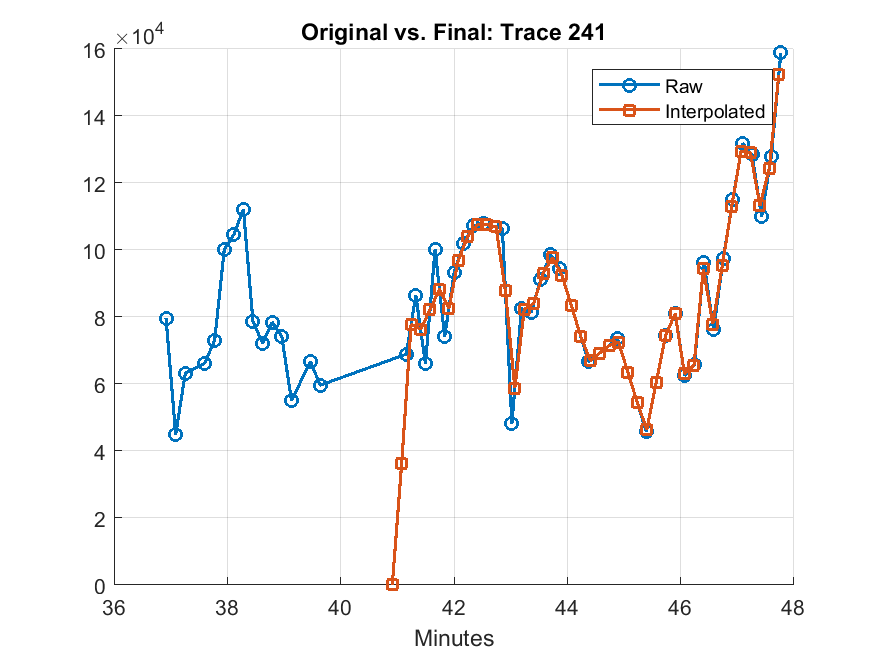 Original vs. Final: Trace 241
×10⁴
Raw
Interpolated
16
14
12
10
8
6
4
2
0
36 38 40 42 44 46 48
Minutes